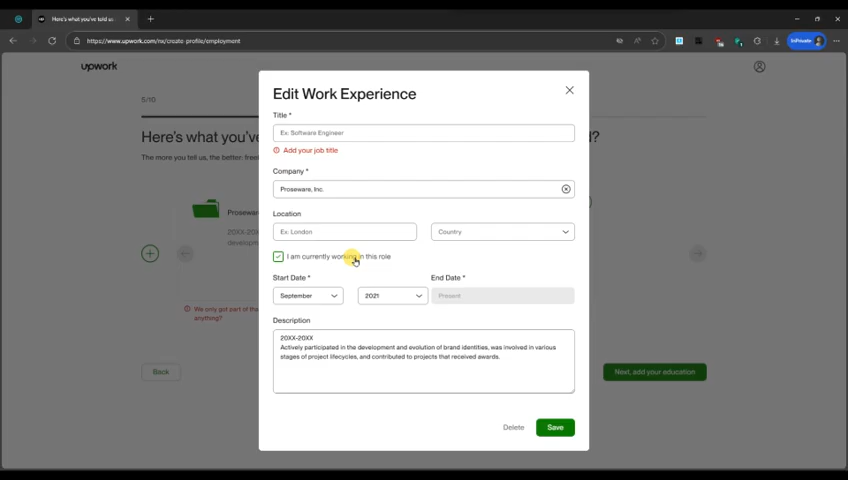 Here's what you've told us
https://www.upwork.com/nx/create-profile/employment
InPrivate
upwork
5/10
Here's what you've
d?
The more you tell us, the better: free
Proseware
20XX-20
develop
We only got part of the
anything?
Back
Next, add your education
Edit Work Experience
Title *
Ex: Software Engineer
Add your job title
Company *
Proseware, Inc.
Location
Ex: London
Country
I am currently working in this role
Start Date *
End Date *
September
2021
Present
Description
20XX-20XX
Actively participated in the development and evolution of brand identities, was involved in various
stages of project lifecycles, and contributed to projects that received awards.
Delete
Save